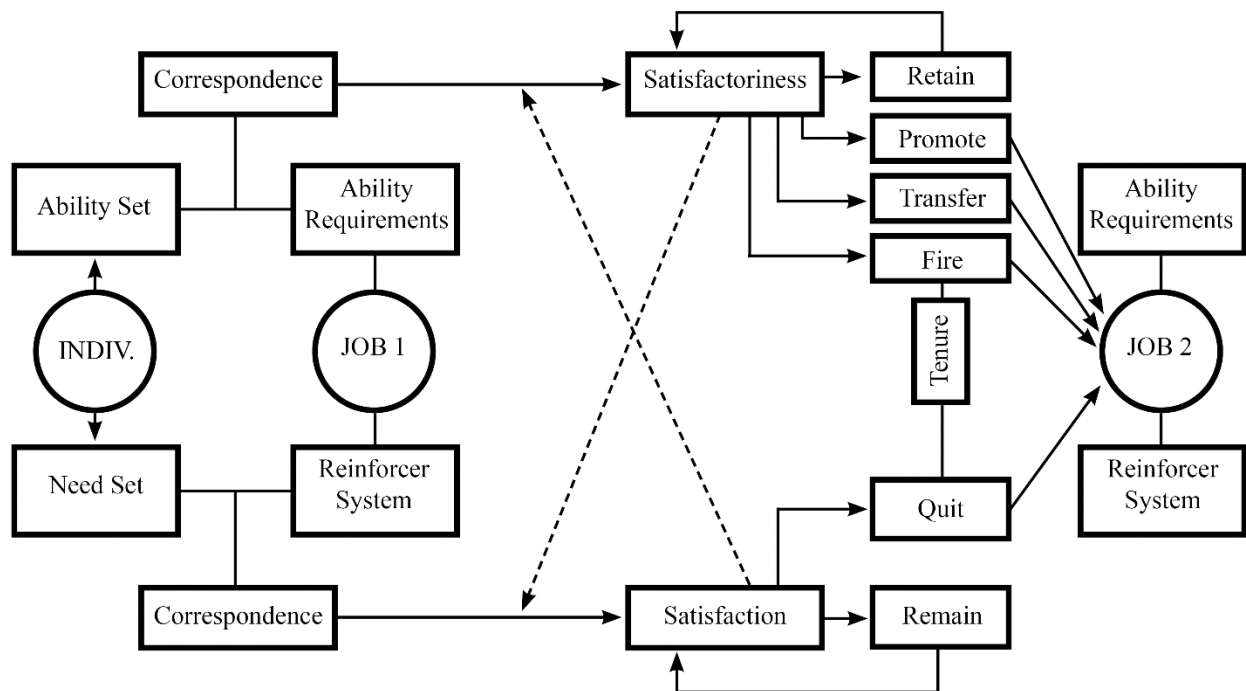 Correspondence
Satisfactoriness
Retain
Promote
Ability Set
Ability
Requirements
Transfer
Ability
Requirements
Fire
INDIV.
JOB 1
Tenure
JOB 2
Need Set
Reinforcer
System
Quit
Reinforcer
System
Correspondence
Satisfaction
Remain